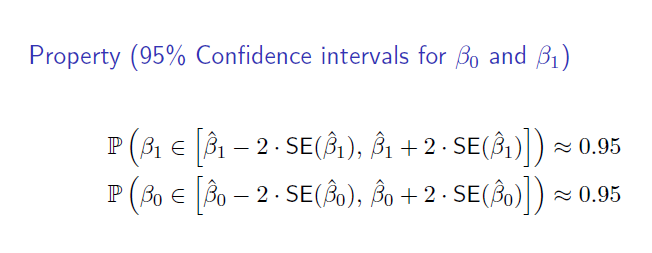 Property (95% Confidence intervals for β₀ and β₁)
ℙ(β₁ ∈ [β̂₁ − 2 · SE(β̂₁), β̂₁ + 2 · SE(β̂₁)]) ≈ 0.95
ℙ(β₀ ∈ [β̂₀ − 2 · SE(β̂₀), β̂₀ + 2 · SE(β̂₀)]) ≈ 0.95